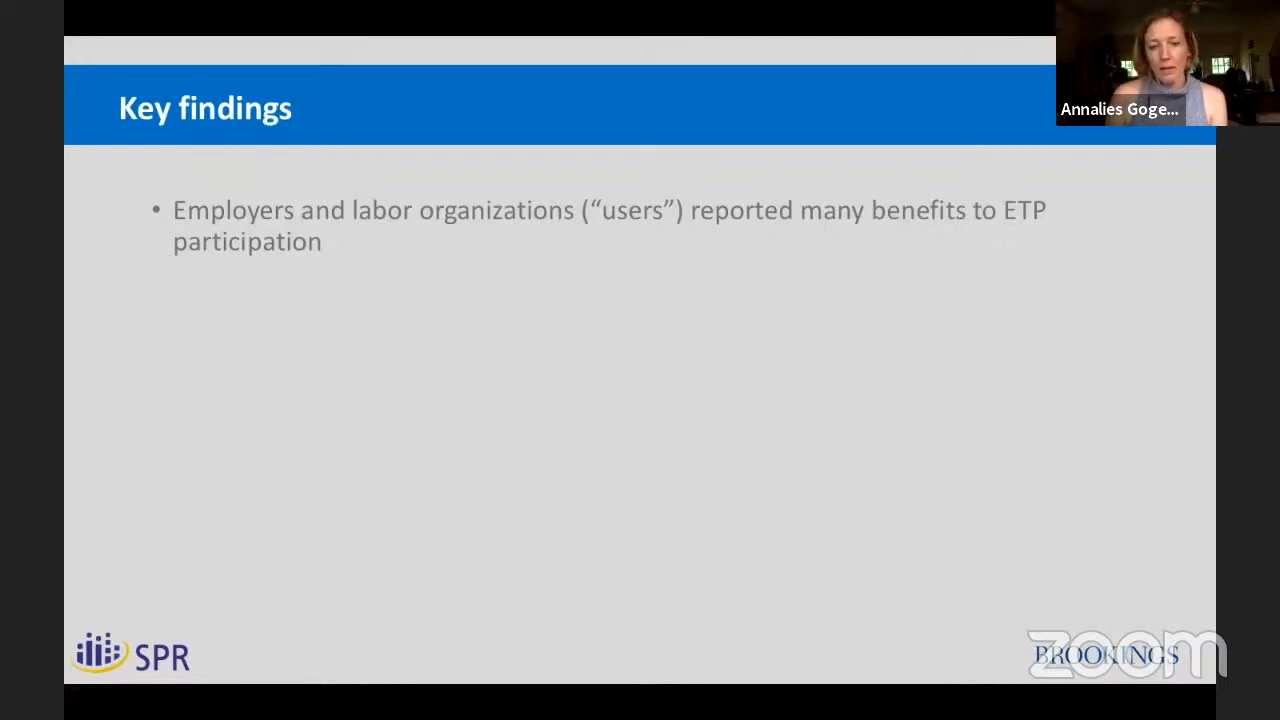 Key findings
Annalies Goge...
• Employers and labor organizations (“users”) reported many benefits to ETP
participation
SPR
BROOKINGS
zoom